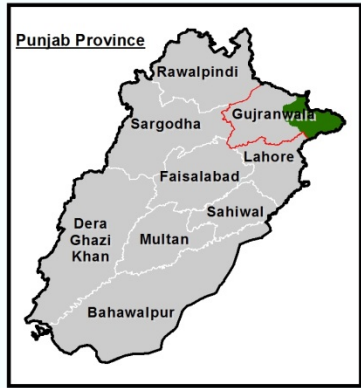 Punjab Province
Rawalpindi
Gujranwala
Sargodha
Lahore
Faisalabad
Sahiwal
Dera
Ghazi
Khan
Multan
Bahawalpur